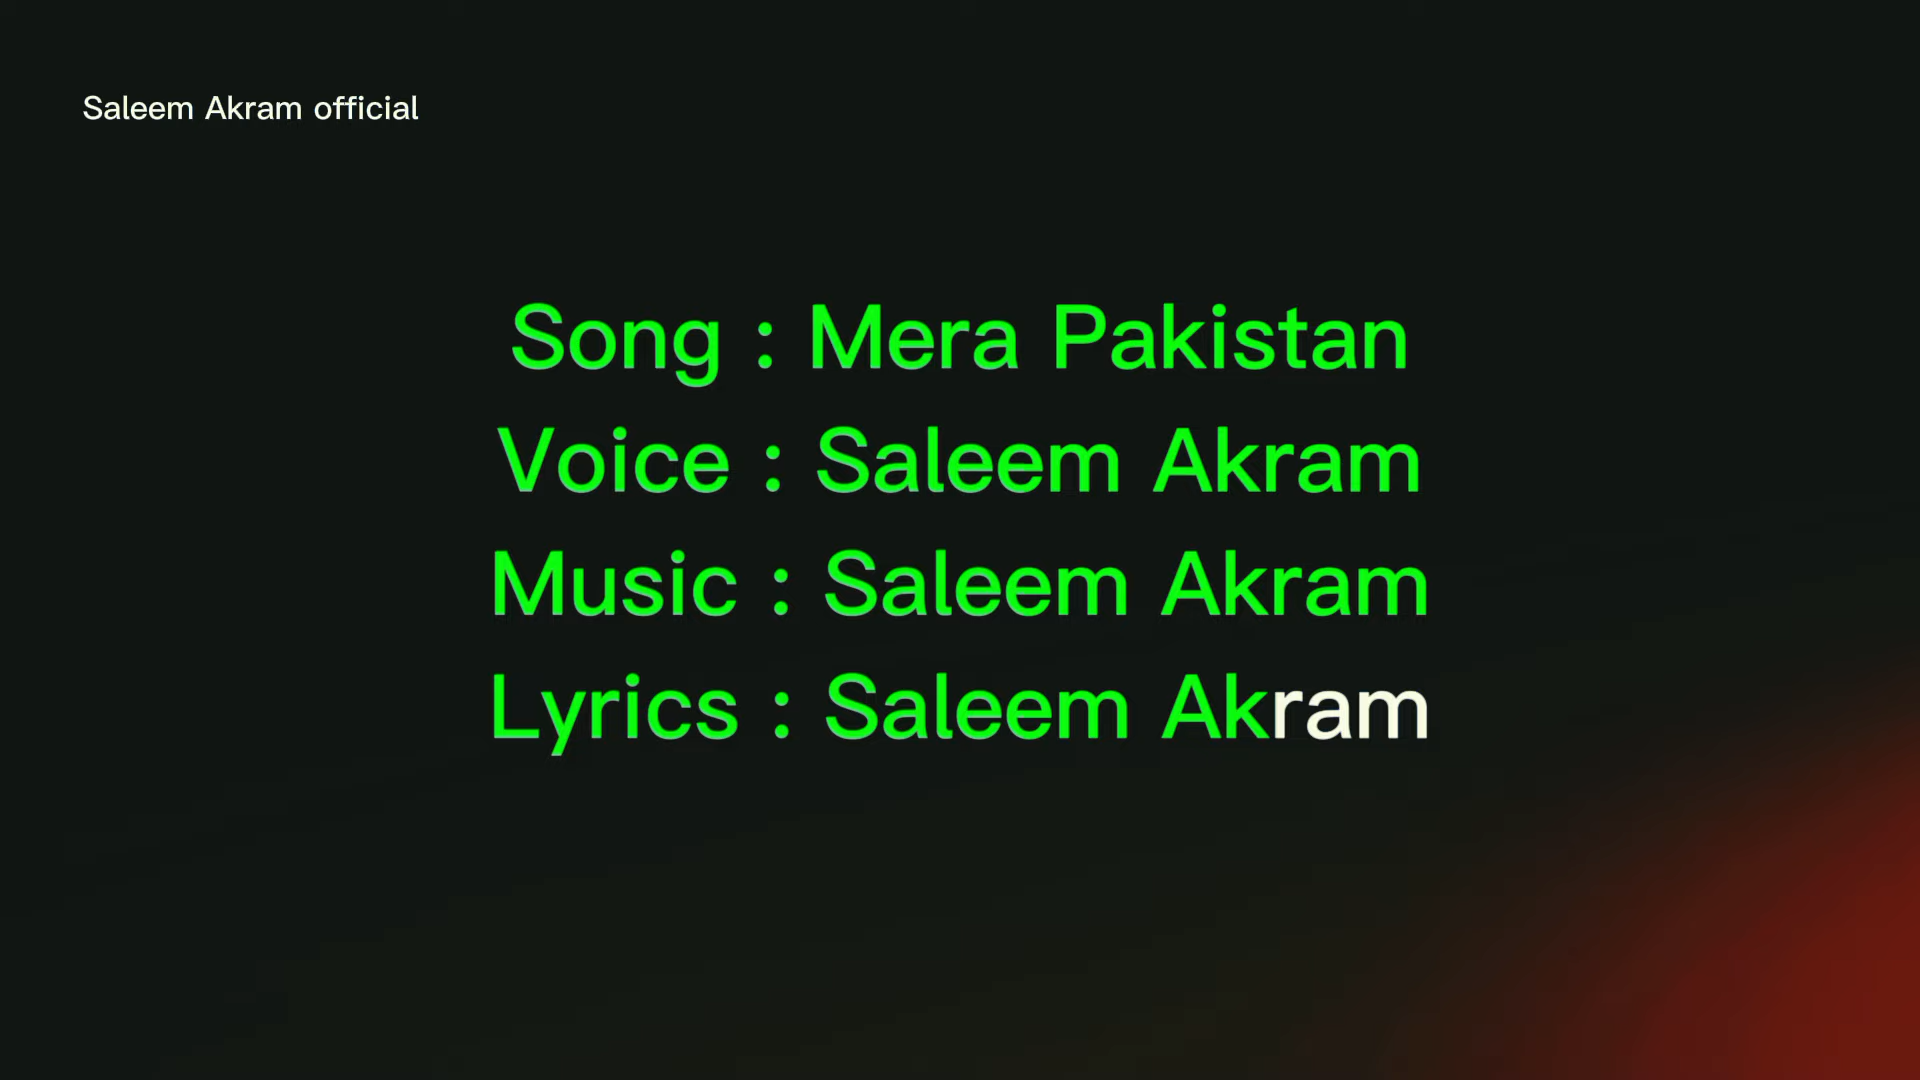 Saleem Akram official
Song : Mera Pakistan
Voice : Saleem Akram
Music : Saleem Akram
Lyrics : Saleem Akram